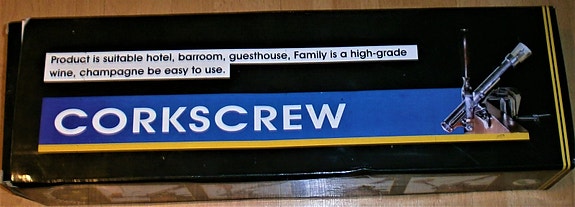 Product is suitable hotel, barroom, guesthouse, Family is a high-grade
wine, champagne be easy to use.
CORKSCREW